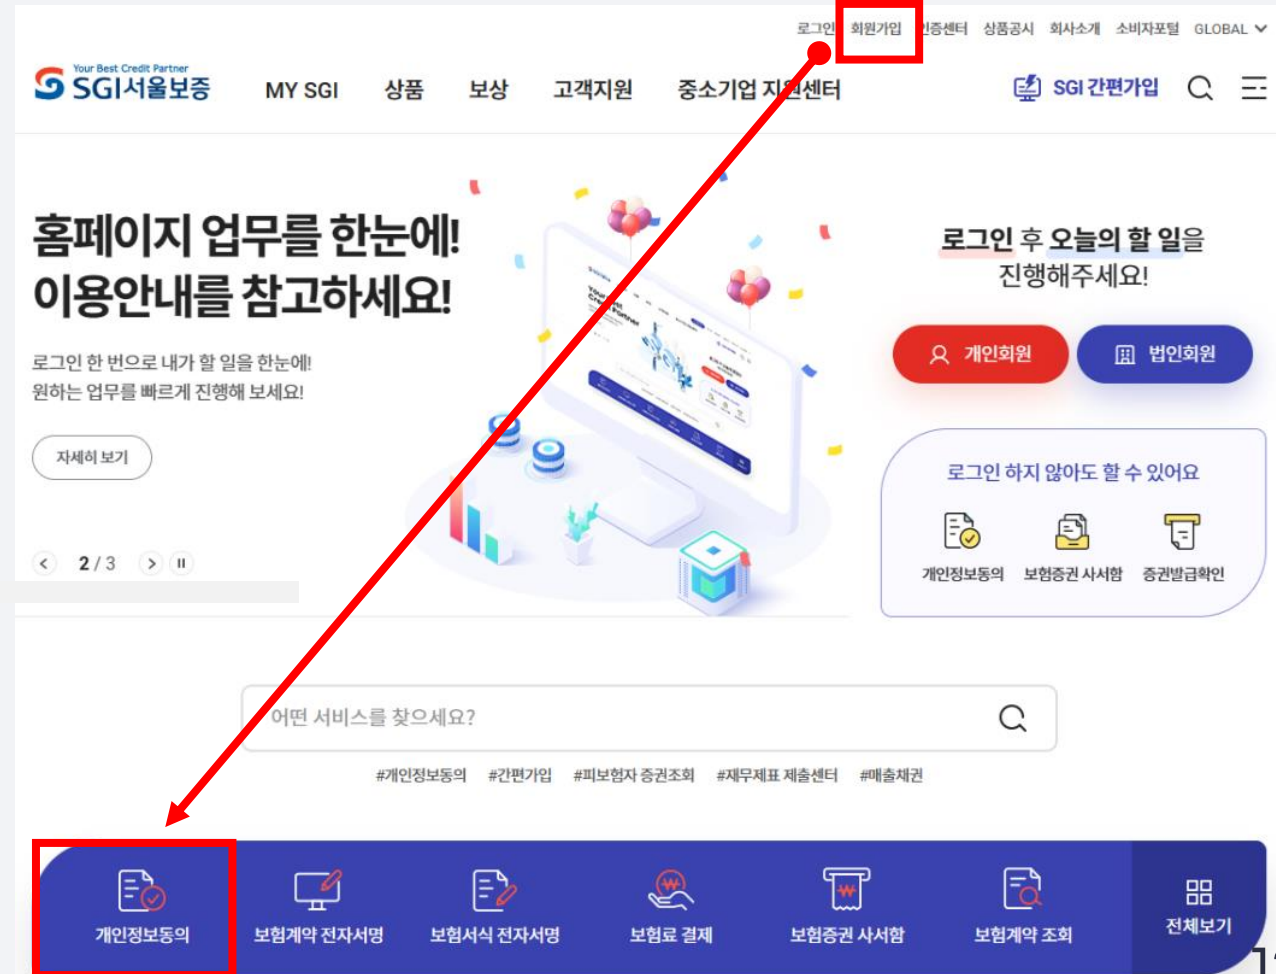 로그인 회원가입 인증센터 상품공시 회사소개 소비자포털 GLOBAL
Your Best Credit Partner
SGI서울보증
MY SGI 상품 보상 고객지원 중소기업 지원센터 SGI 간편가입
홈페이지 업무를 한눈에!
이용안내를 참고하세요!
로그인 한 번으로 내가 할 일을 한눈에!
원하는 업무를 빠르게 진행해 보세요!
자세히 보기
2 / 3
Your Best
Credit Partner
로그인 후 오늘의 할 일을
진행해주세요!
개인회원 법인회원
로그인 하지 않아도 할 수 있어요
개인정보동의 보험증권 사서함 증권발급확인
어떤 서비스를 찾으세요?
#개인정보동의 #간편가입 #피보험자 증권조회 #재무제표 제출센터 #매출채권
개인정보동의 보험계약 전자서명 보험서식 전자서명 보험료 결제 보험증권 사서함 보험계약 조회 전체보기